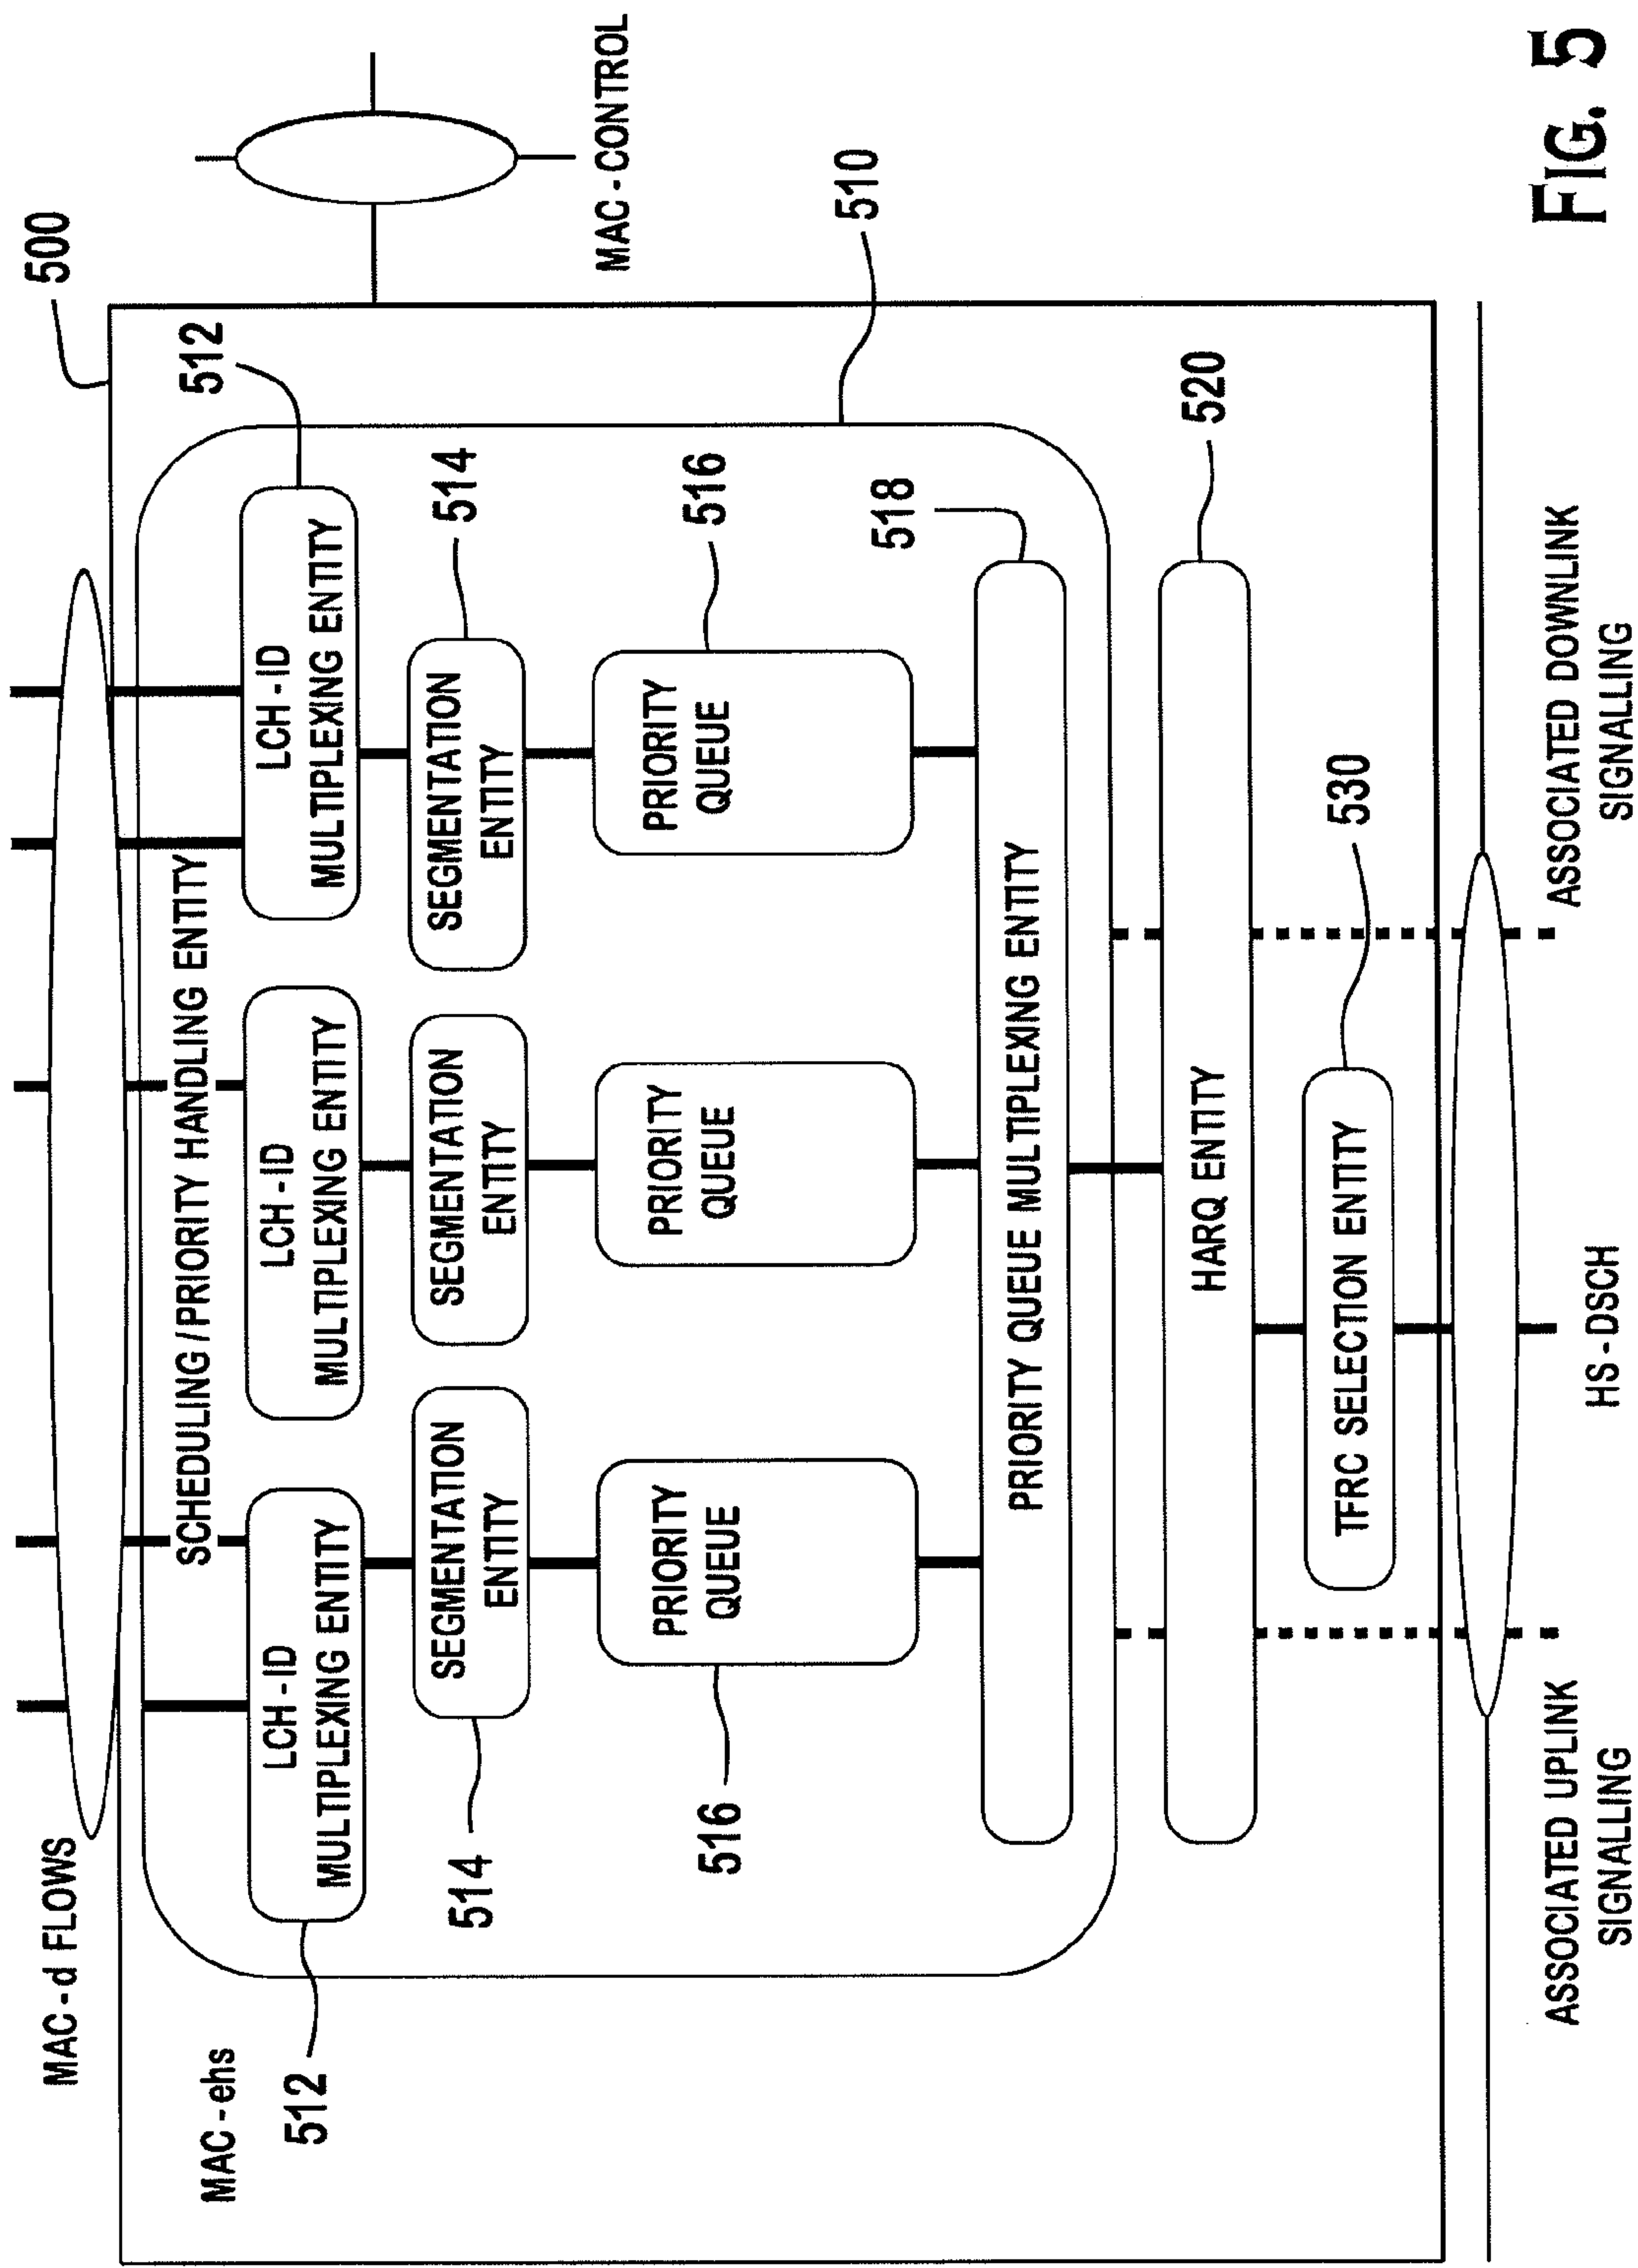 MAC-d FLOWS
500
MAC-ehs
SCHEDULING/PRIORITY HANDLING ENTITY
512
512
LCH-ID
MULTIPLEXING ENTITY
LCH-ID
MULTIPLEXING ENTITY
LCH-ID
MULTIPLEXING ENTITY
MAC-CONTROL
514
SEGMENTATION
ENTITY
SEGMENTATION
ENTITY
SEGMENTATION
ENTITY
514
516
PRIORITY
QUEUE
PRIORITY
QUEUE
PRIORITY
QUEUE
516
510
518
PRIORITY QUEUE MULTIPLEXING ENTITY
HARQ ENTITY
520
TFRC SELECTION ENTITY
530
ASSOCIATED UPLINK
SIGNALLING
HS-DSCH
ASSOCIATED DOWNLINK
SIGNALLING
FIG. 5